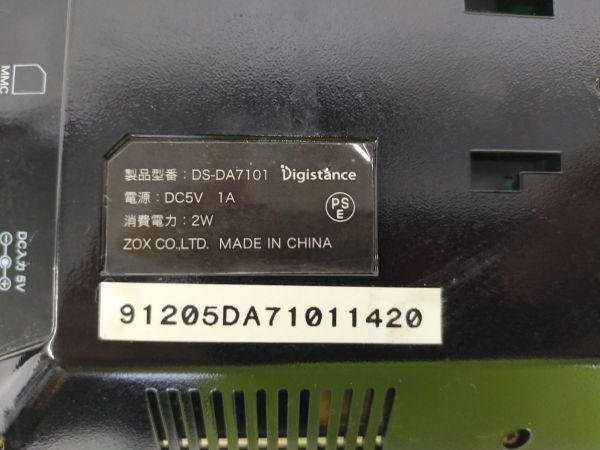 MMC
製品型番：DS-DA7101 Digistance
電源：DC5V 1A
PS
E
消費電力：2W
ZOX CO.,LTD. MADE IN CHINA
DC入力 5V
91205DA71011420